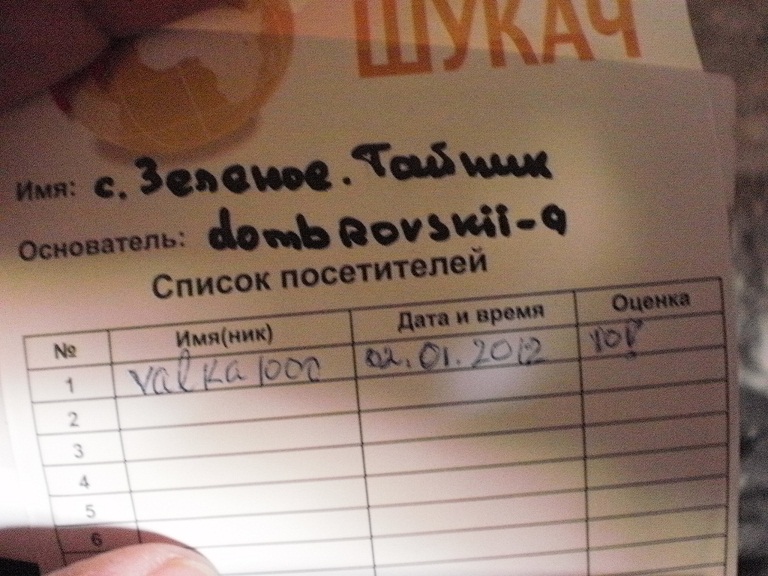 ШУКАЧ
Имя: с. Зеленое. Тайник
Основатель: dombRovskii-a
Список посетителей
№ Имя(ник) Дата и время Оценка
1 valka1000 02.01.2012
2
3
4
5
6